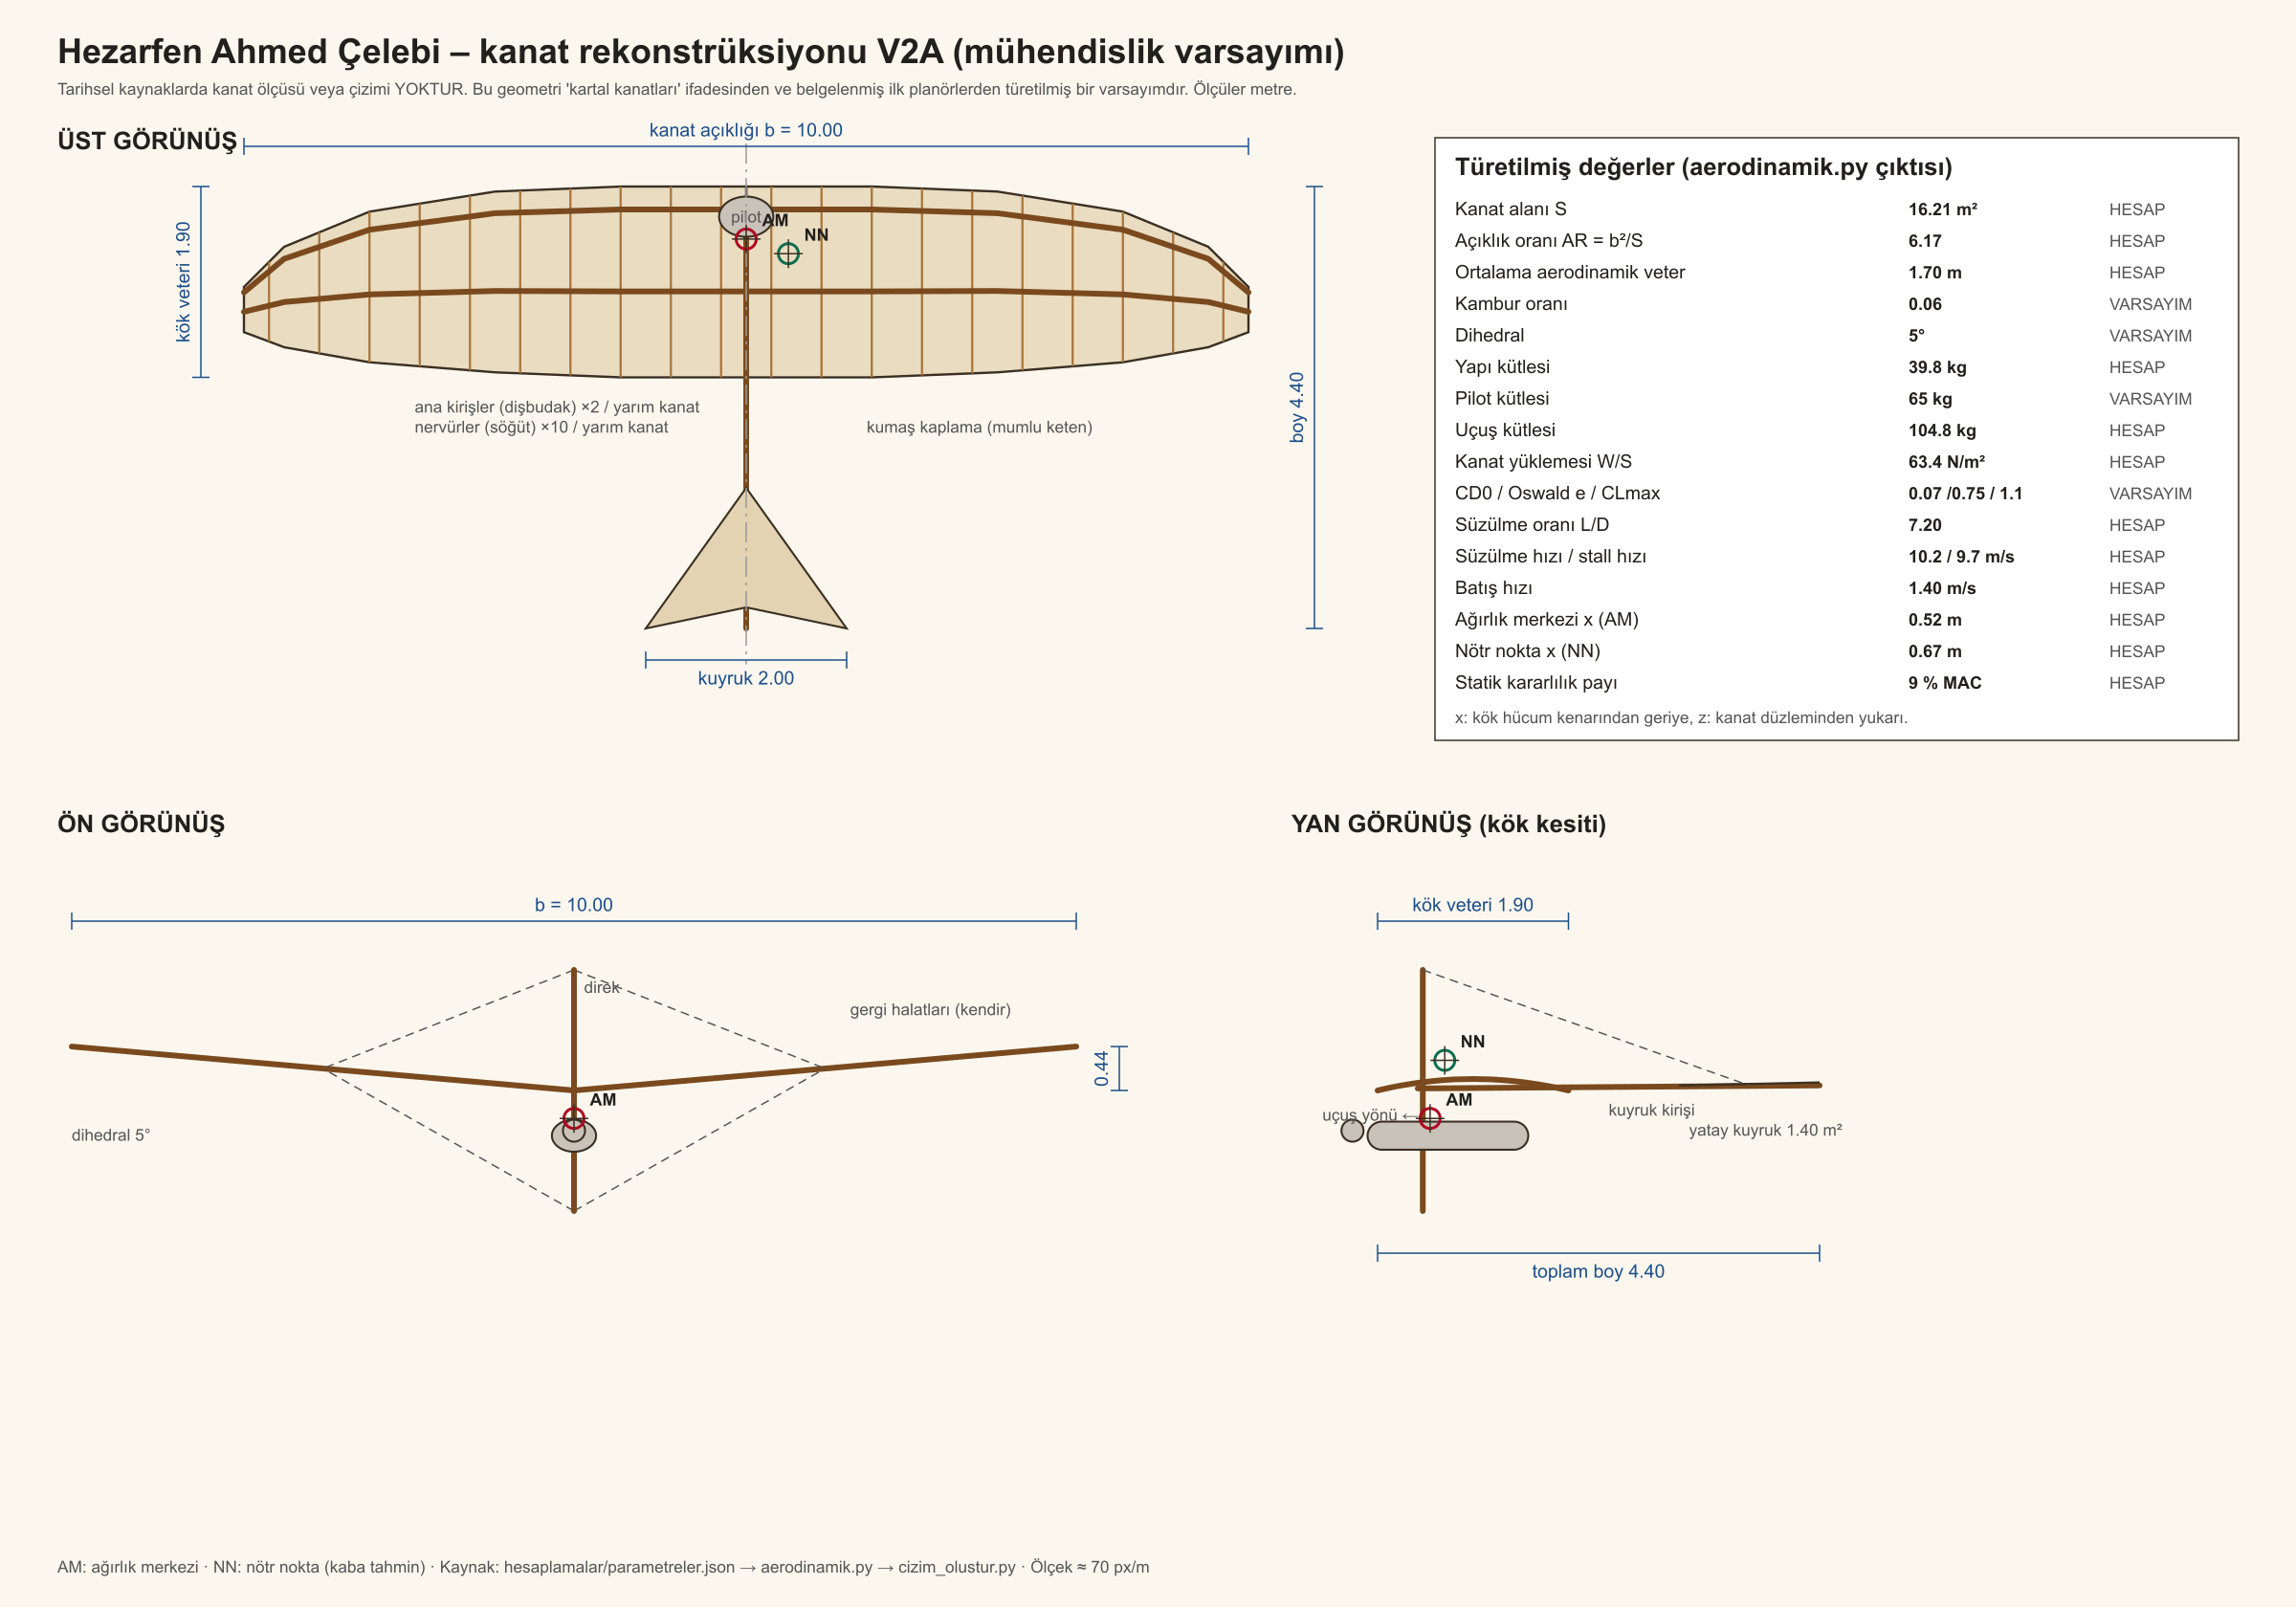 Hezarfen Ahmed Çelebi – kanat rekonstrüksiyonu V2A (mühendislik varsayımı)
Tarihsel kaynaklarda kanat ölçüsü veya çizimi YOKTUR. Bu geometri 'kartal kanatları' ifadesinden ve belgelenmiş ilk planörlerden türetilmiş bir varsayımdır. Ölçüler metre.
ÜST GÖRÜNÜŞ
kanat açıklığı b = 10.00
kök veteri 1.90
pilot
AM
NN
boy 4.40
ana kirişler (dişbudak) ×2 / yarım kanat
nervürler (söğüt) ×10 / yarım kanat
kumaş kaplama (mumlu keten)
kuyruk 2.00
Türetilmiş değerler (aerodinamik.py çıktısı)
Kanat alanı S 16.21 m² HESAP
Açıklık oranı AR = b²/S 6.17 HESAP
Ortalama aerodinamik veter 1.70 m HESAP
Kambur oranı 0.06 VARSAYIM
Dihedral 5° VARSAYIM
Yapı kütlesi 39.8 kg HESAP
Pilot kütlesi 65 kg VARSAYIM
Uçuş kütlesi 104.8 kg HESAP
Kanat yüklemesi W/S 63.4 N/m² HESAP
CD0 / Oswald e / CLmax 0.07 /0.75 / 1.1 VARSAYIM
Süzülme oranı L/D 7.20 HESAP
Süzülme hızı / stall hızı 10.2 / 9.7 m/s HESAP
Batış hızı 1.40 m/s HESAP
Ağırlık merkezi x (AM) 0.52 m HESAP
Nötr nokta x (NN) 0.67 m HESAP
Statik kararlılık payı 9 % MAC HESAP
x: kök hücum kenarından geriye, z: kanat düzleminden yukarı.
ÖN GÖRÜNÜŞ
b = 10.00
direk
gergi halatları (kendir)
0.44
AM
dihedral 5°
YAN GÖRÜNÜŞ (kök kesiti)
kök veteri 1.90
NN
AM
uçuş yönü ←
kuyruk kirişi
yatay kuyruk 1.40 m²
toplam boy 4.40
AM: ağırlık merkezi · NN: nötr nokta (kaba tahmin) · Kaynak: hesaplamalar/parametreler.json → aerodinamik.py → cizim_olustur.py · Ölçek ≈ 70 px/m